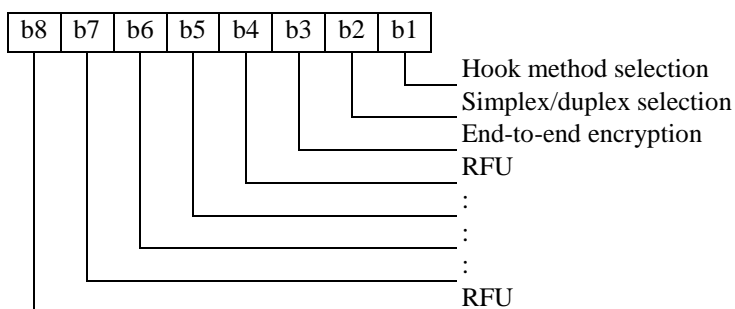 b8 b7 b6 b5 b4 b3 b2 b1
Hook method selection
Simplex/duplex selection
End-to-end encryption
RFU
:
:
:
RFU